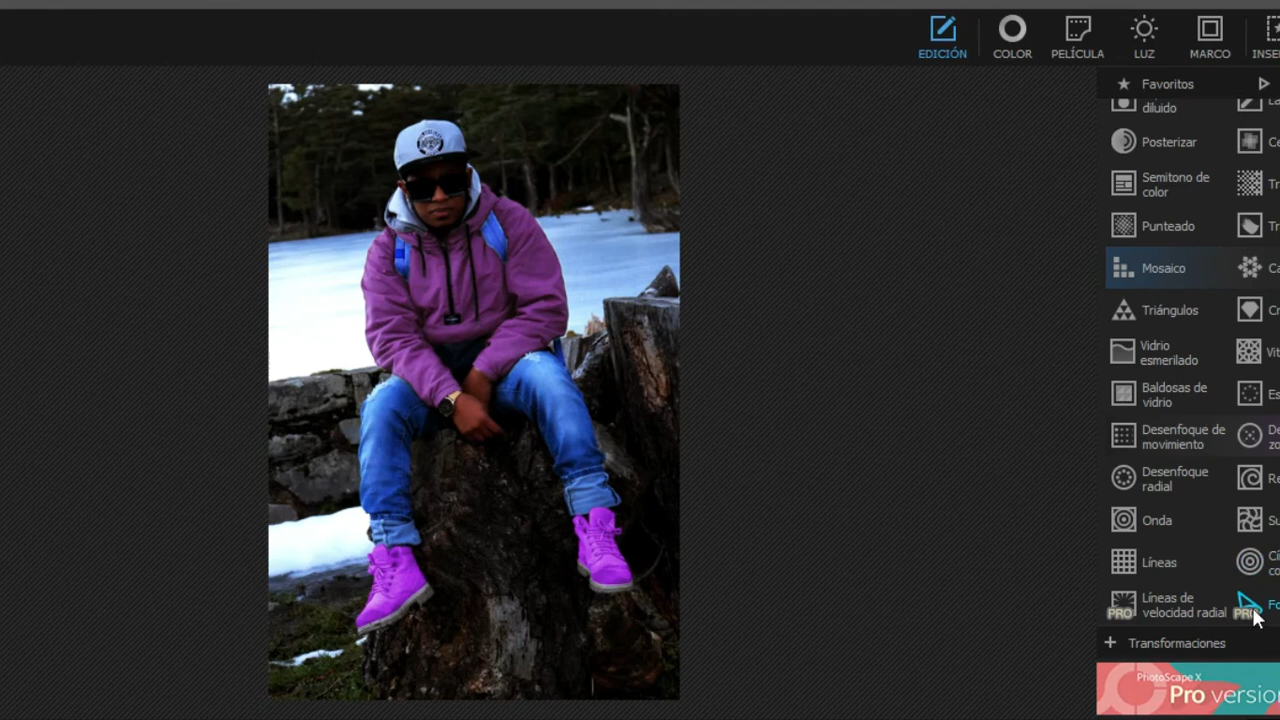 EDICIÓN COLOR PELÍCULA LUZ MARCO
Favoritos
diluido
Posterizar
Semitono de
color
Punteado
Mosaico
Triángulos
Vidrio
esmerilado
Baldosas de
vidrio
Desenfoque de
movimiento
Desenfoque
radial
Onda
Líneas
Líneas de
velocidad radial
PRO PRO
+ Transformaciones
PhotoScape X
Pro